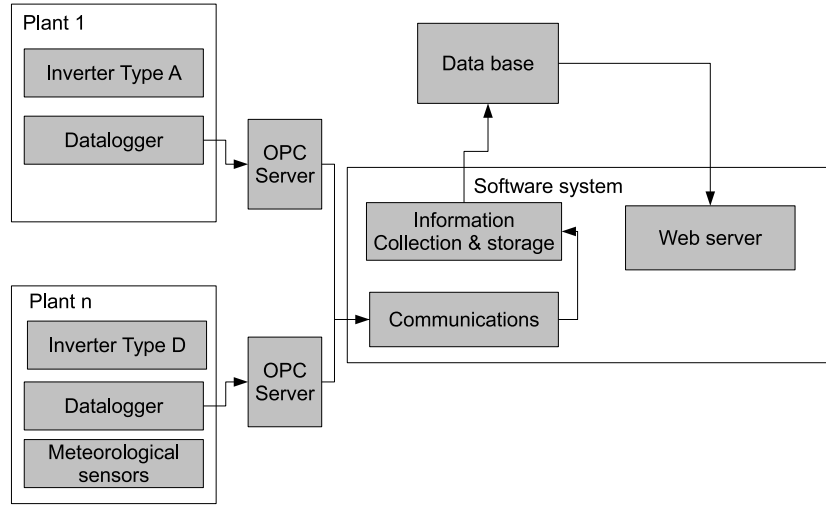 Plant 1
Inverter Type A
Datalogger
OPC
Server
Data base
Software system
Information
Collection & storage
Web server
Communications
Plant n
Inverter Type D
Datalogger
Meteorological
sensors
OPC
Server